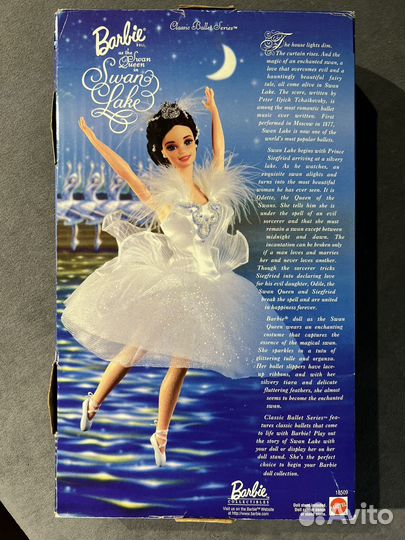 Barbie
DOLL
as the Swan
Queen
Swan
Lake
Classic Ballet Series™
The house lights dim.
The curtain rises. And the
magic of an enchanted swan, a
love that overcomes evil and a
hauntingly beautiful fairy
tale, all come alive in Swan
Lake. The score, written by
Peter Ilyich Tchaikovsky, is
among the most romantic ballet
music ever written. First
performed in Moscow in 1877,
Swan Lake is now one of the
world's most popular ballets.
Swan Lake begins with Prince
Siegfried arriving at a silvery
lake. As he watches, an
exquisite swan alights and
turns into the most beautiful
woman he has ever seen. It is
Odette, the Queen of the
Swans. She tells him she is
under the spell of an evil
sorcerer and that she must
remain a swan except between
midnight and dawn. The
incantation can be broken only
if a man loves and marries
her and never loves another.
Though the sorcerer tricks
Siegfried into declaring love
for his evil daughter, Odile, the
Swan Queen and Siegfried
break the spell and are united
in happiness forever.
Barbie® doll as the Swan
Queen wears an enchanting
costume that captures the
essence of the magical swan.
She sparkles in a tutu of
glittering tulle and organza.
Her ballet slippers have lace-
up ribbons, and with her
silvery tiara and delicate
fluttering feathers, she almost
seems to become the enchanted
swan.
Classic Ballet Series™ fea-
tures classic ballets that come
to life with Barbie! Play out
the story of Swan Lake with
your doll or display her on her
doll stand. She's the perfect
choice to begin your Barbie
doll collection.
18509
Barbie
COLLECTIBLES
Visit us on the Barbie® Website
at http://www.barbie.com
Doll stand included.
Avito